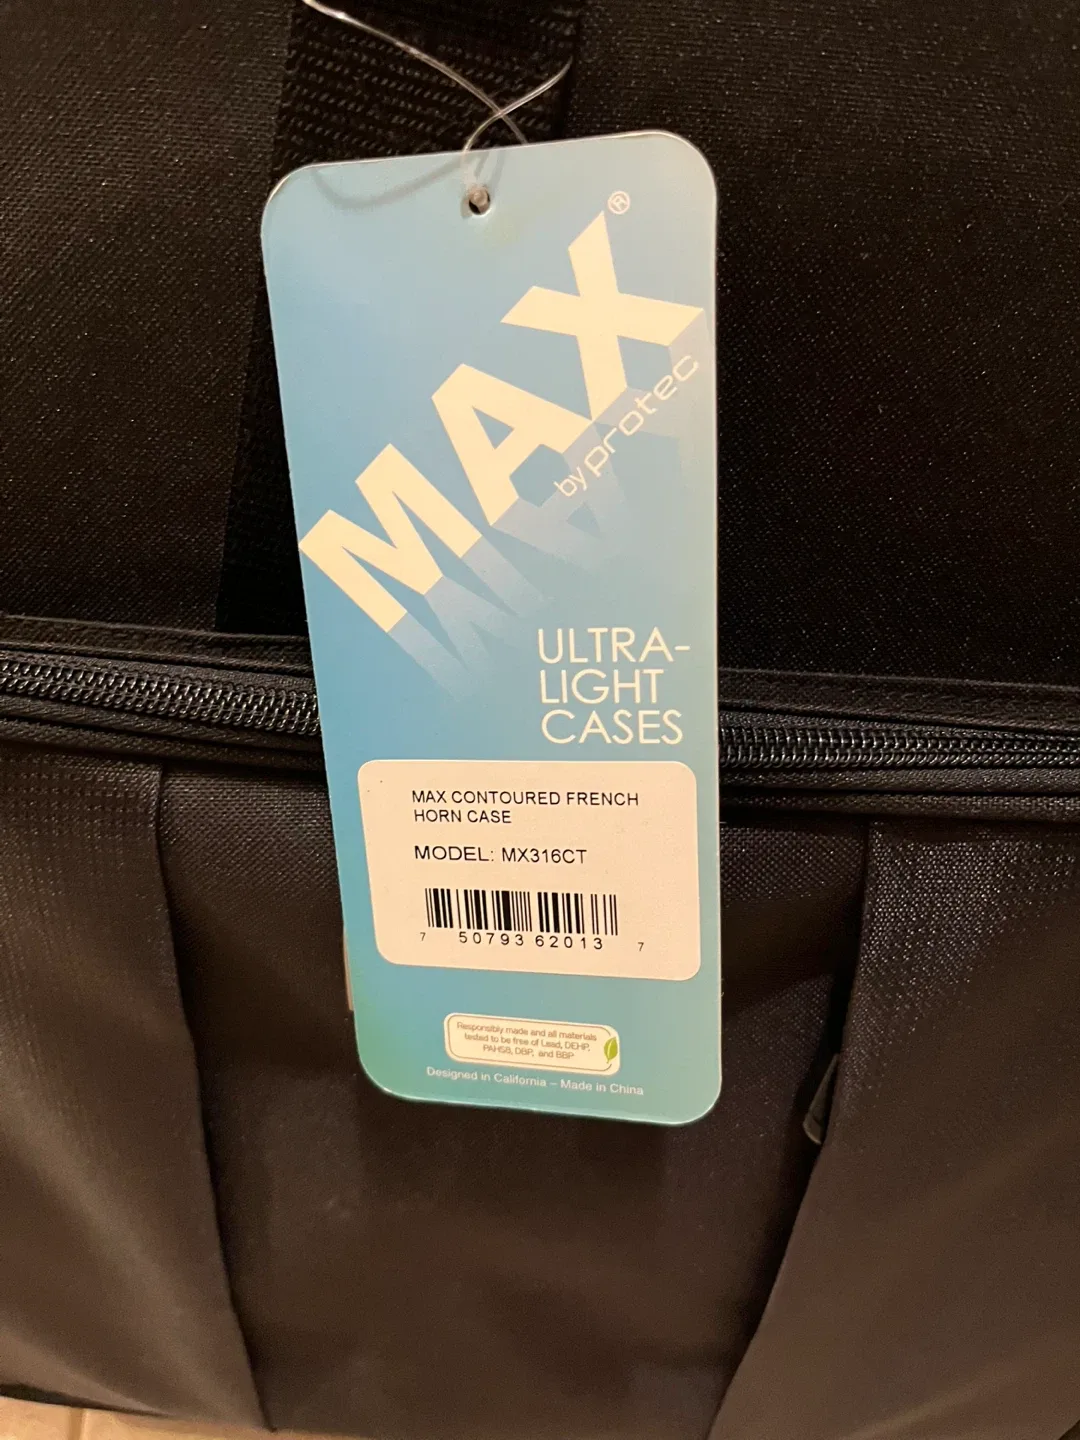 MAX®
by protec
ULTRA-
LIGHT
CASES
MAX CONTOURED FRENCH
HORN CASE
MODEL: MX316CT
7 50793 62013 7
Responsibly made and all materials
tested to be free of Lead, DEHP,
PAHSB, DBP, and BBP
Designed in California – Made in China